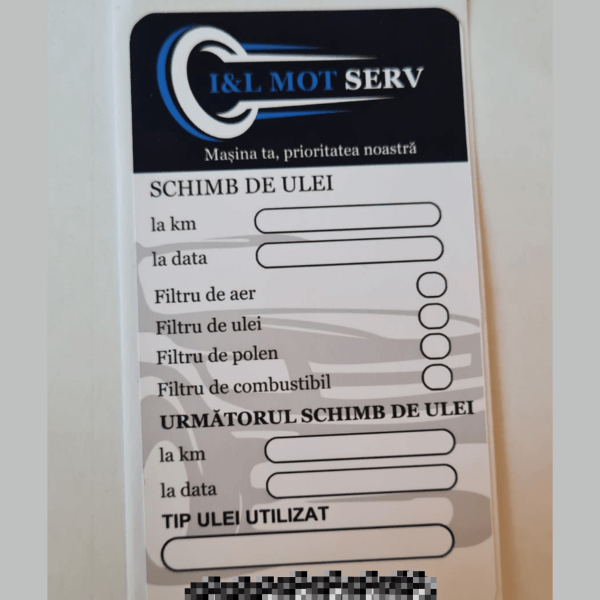 I&L MOT SERV
Mașina ta, prioritatea noastră
SCHIMB DE ULEI
la km
la data
Filtru de aer
Filtru de ulei
Filtru de polen
Filtru de combustibil
URMĂTORUL SCHIMB DE ULEI
la km
la data
TIP ULEI UTILIZAT